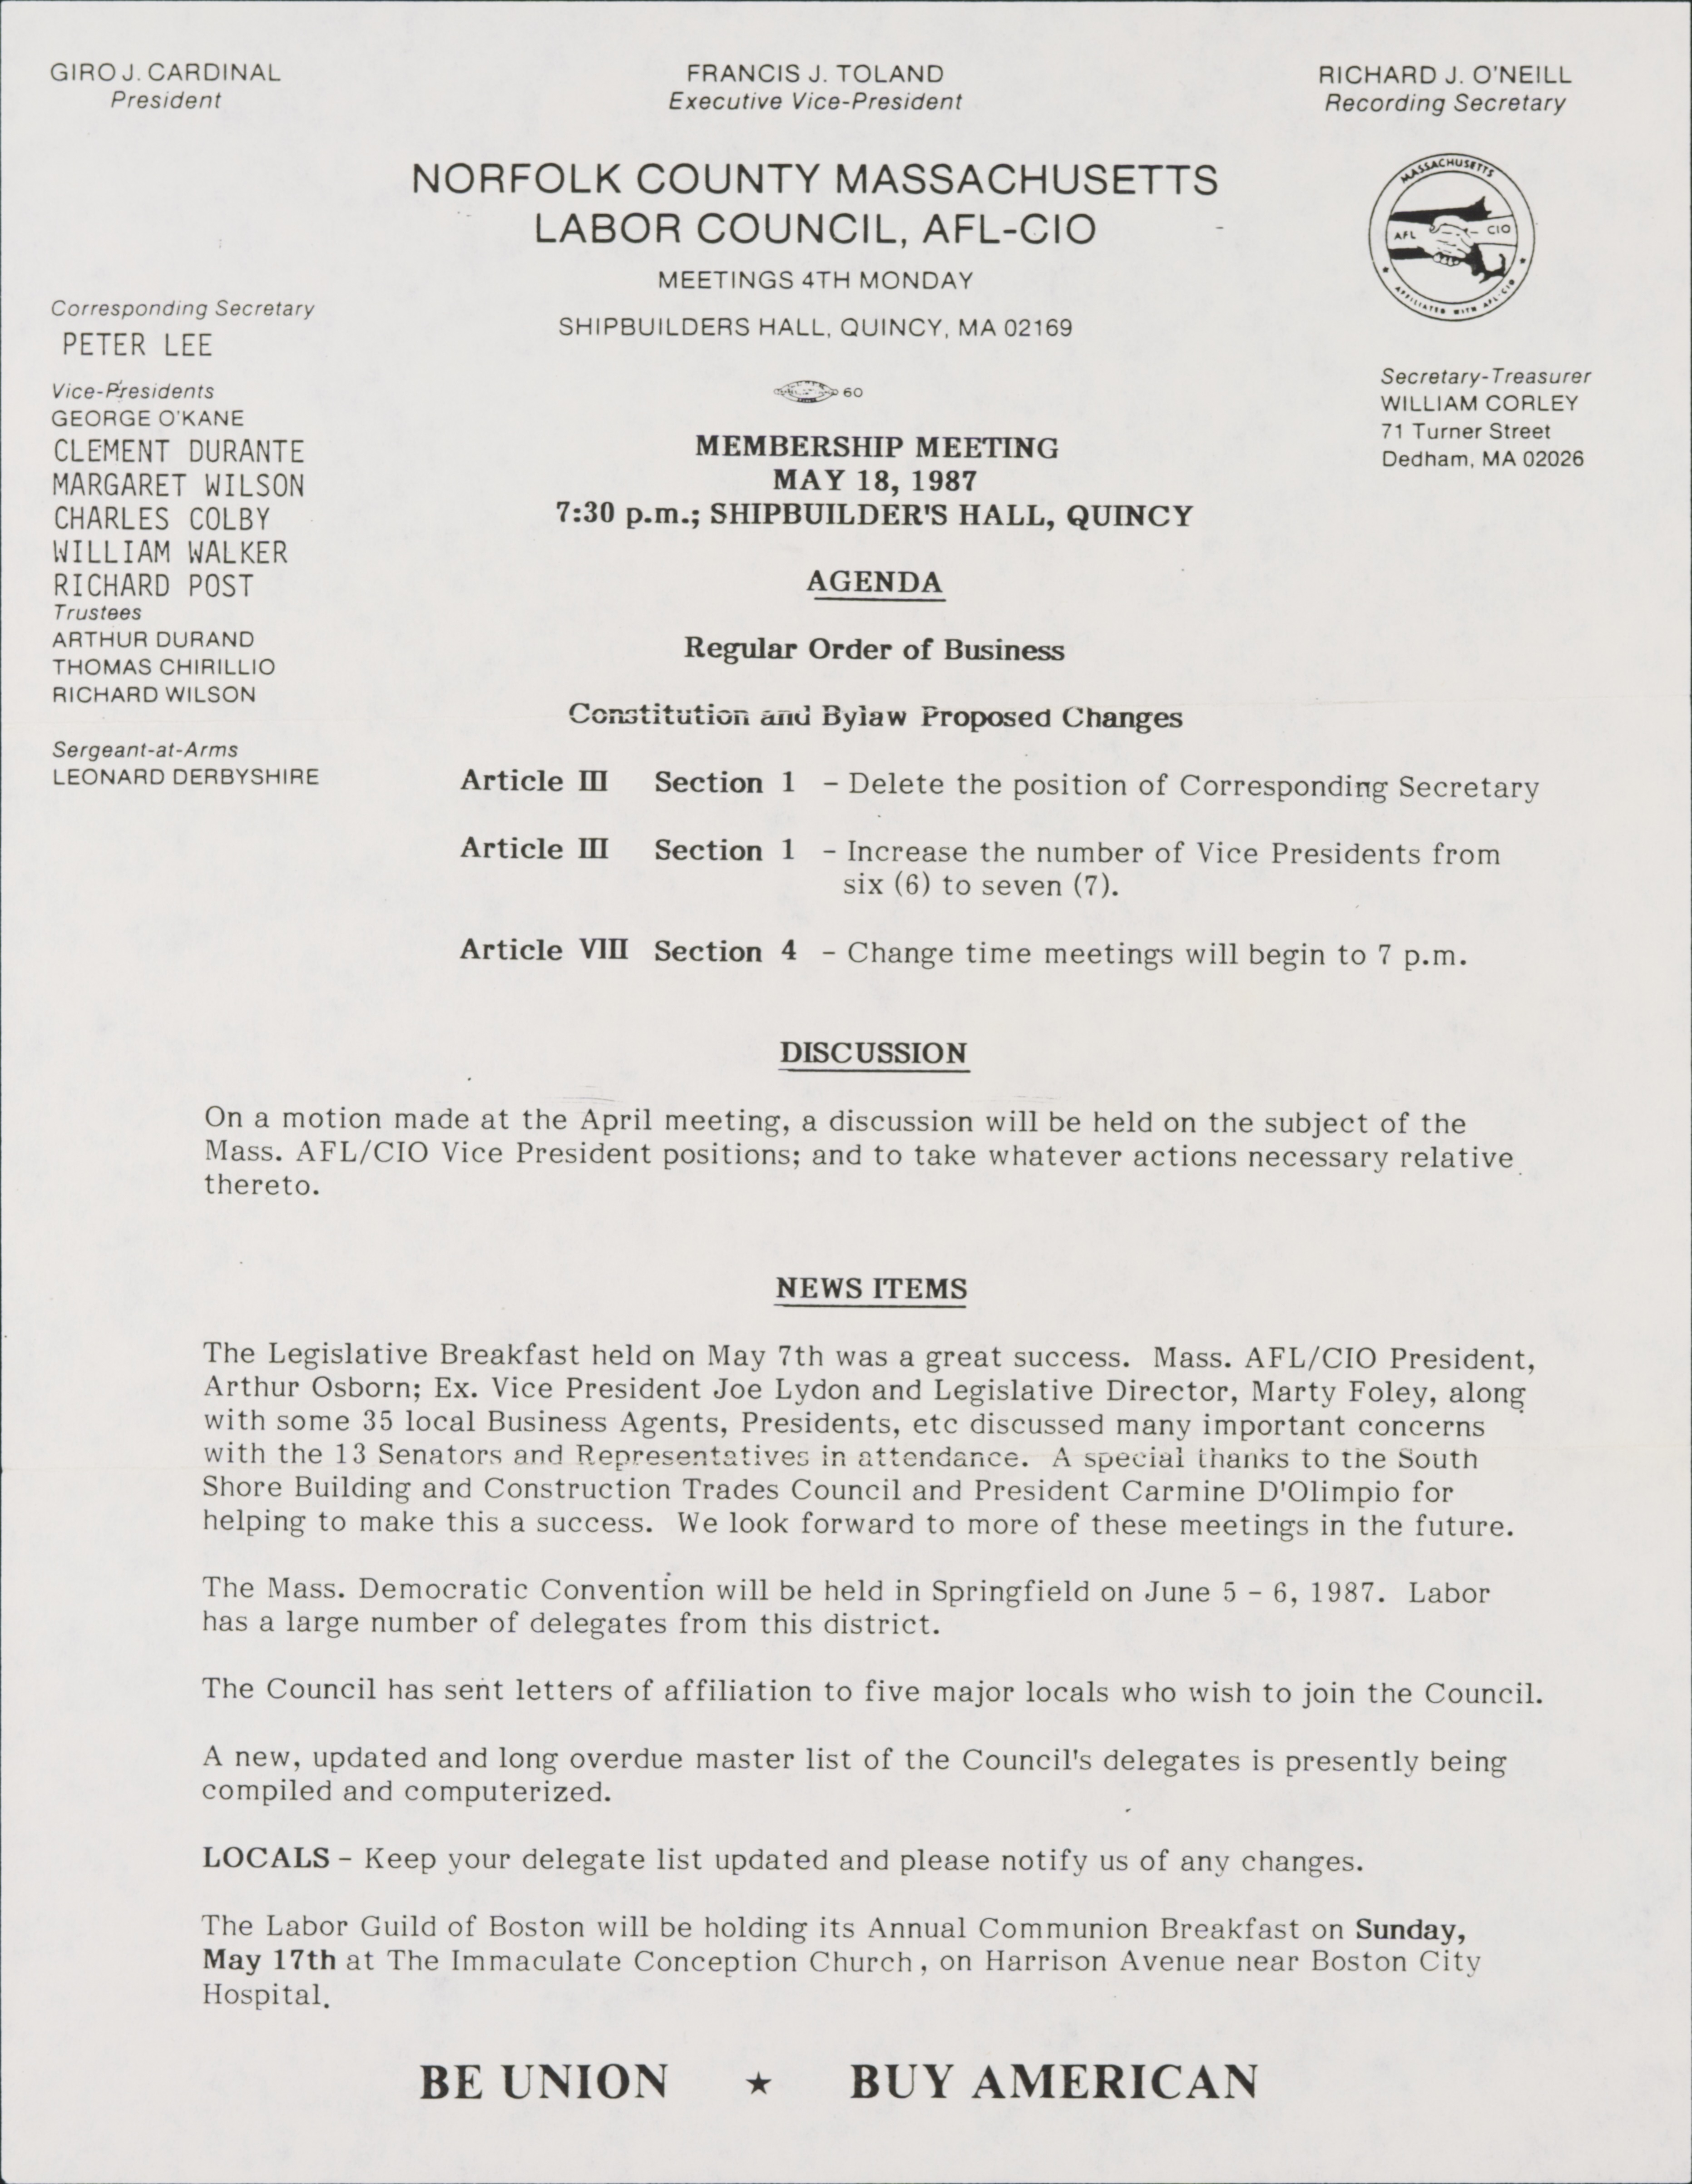 GIRO J. CARDINAL
President
FRANCIS J. TOLAND
Executive Vice-President
RICHARD J. O'NEILL
Recording Secretary
NORFOLK COUNTY MASSACHUSETTS
LABOR COUNCIL, AFL-CIO
MEETINGS 4TH MONDAY
SHIPBUILDERS HALL, QUINCY, MA 02169
60
MASSACHUSETTS
AFL CIO
AFFILIATED WITH AFL-CIO
Corresponding Secretary
PETER LEE
Vice-Presidents
GEORGE O'KANE
CLEMENT DURANTE
MARGARET WILSON
CHARLES COLBY
WILLIAM WALKER
RICHARD POST
Trustees
ARTHUR DURAND
THOMAS CHIRILLIO
RICHARD WILSON
Sergeant-at-Arms
LEONARD DERBYSHIRE
Secretary-Treasurer
WILLIAM CORLEY
71 Turner Street
Dedham, MA 02026
MEMBERSHIP MEETING
MAY 18, 1987
7:30 p.m.; SHIPBUILDER'S HALL, QUINCY
AGENDA
Regular Order of Business
Constitution and Bylaw Proposed Changes
Article III Section 1 - Delete the position of Corresponding Secretary
Article III Section 1 - Increase the number of Vice Presidents from
six (6) to seven (7).
Article VIII Section 4 - Change time meetings will begin to 7 p.m.
DISCUSSION
On a motion made at the April meeting, a discussion will be held on the subject of the
Mass. AFL/CIO Vice President positions; and to take whatever actions necessary relative
thereto.
NEWS ITEMS
The Legislative Breakfast held on May 7th was a great success. Mass. AFL/CIO President,
Arthur Osborn; Ex. Vice President Joe Lydon and Legislative Director, Marty Foley, along
with some 35 local Business Agents, Presidents, etc discussed many important concerns
with the 13 Senators and Representatives in attendance. A special thanks to the South
Shore Building and Construction Trades Council and President Carmine D'Olimpio for
helping to make this a success. We look forward to more of these meetings in the future.
The Mass. Democratic Convention will be held in Springfield on June 5 - 6, 1987. Labor
has a large number of delegates from this district.
The Council has sent letters of affiliation to five major locals who wish to join the Council.
A new, updated and long overdue master list of the Council's delegates is presently being
compiled and computerized.
LOCALS - Keep your delegate list updated and please notify us of any changes.
The Labor Guild of Boston will be holding its Annual Communion Breakfast on Sunday,
May 17th at The Immaculate Conception Church, on Harrison Avenue near Boston City
Hospital.
BE UNION ★ BUY AMERICAN